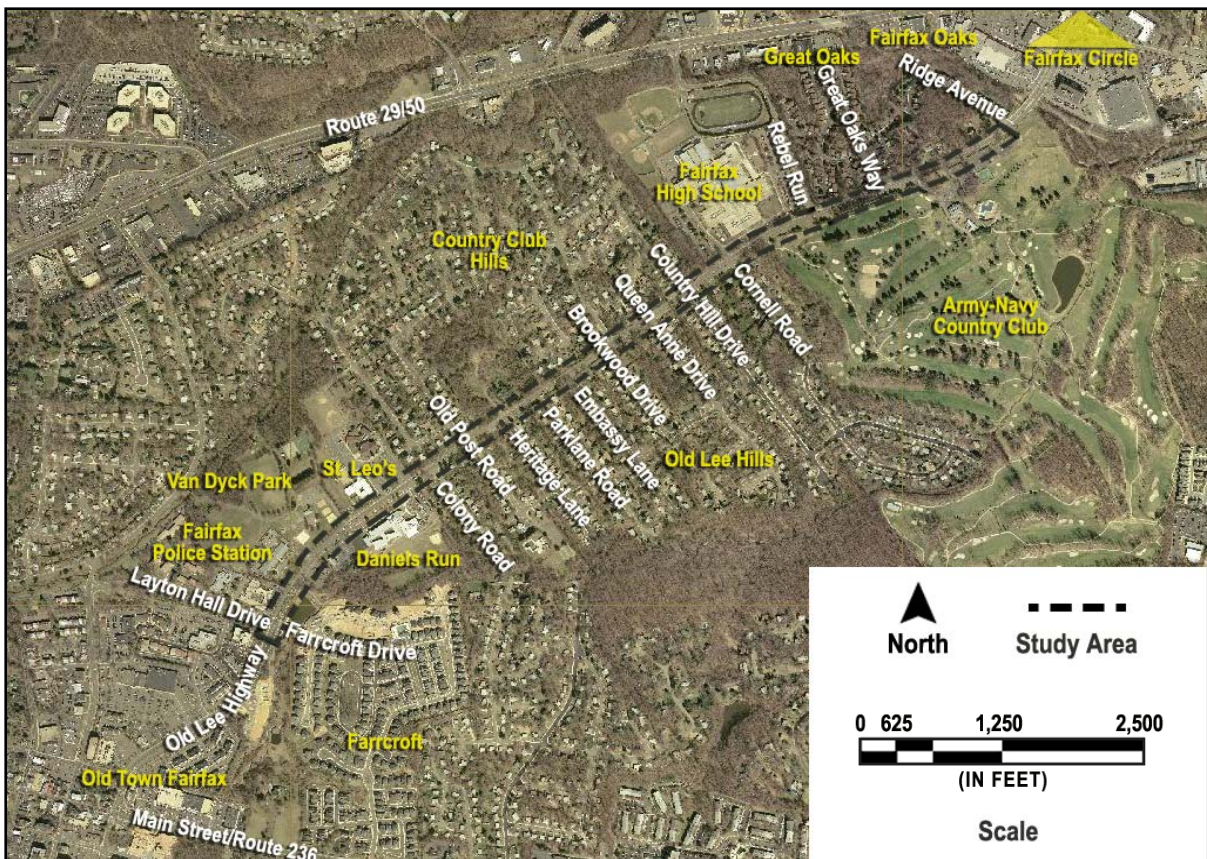 Fairfax Oaks
Great Oaks
Fairfax Circle
Ridge Avenue
Great Oaks Way
Route 29/50
Rebel Run
Fairfax
High School
Country Club
Hills
Country Hill Drive
Cornell Road
Queen Anne Drive
Brookwood Drive
Army-Navy
Country Club
Embassy Lane
Parklane Road
Heritage Lane
Old Post Road
Old Lee Hills
St. Leo's
Van Dyck Park
Colony Road
Fairfax
Police Station
Daniels Run
Layton Hall Drive
Farrcroft Drive
Old Lee Highway
Farrcroft
Old Town Fairfax
Main Street/Route 236
North
Study Area
0 625 1,250 2,500
(IN FEET)
Scale